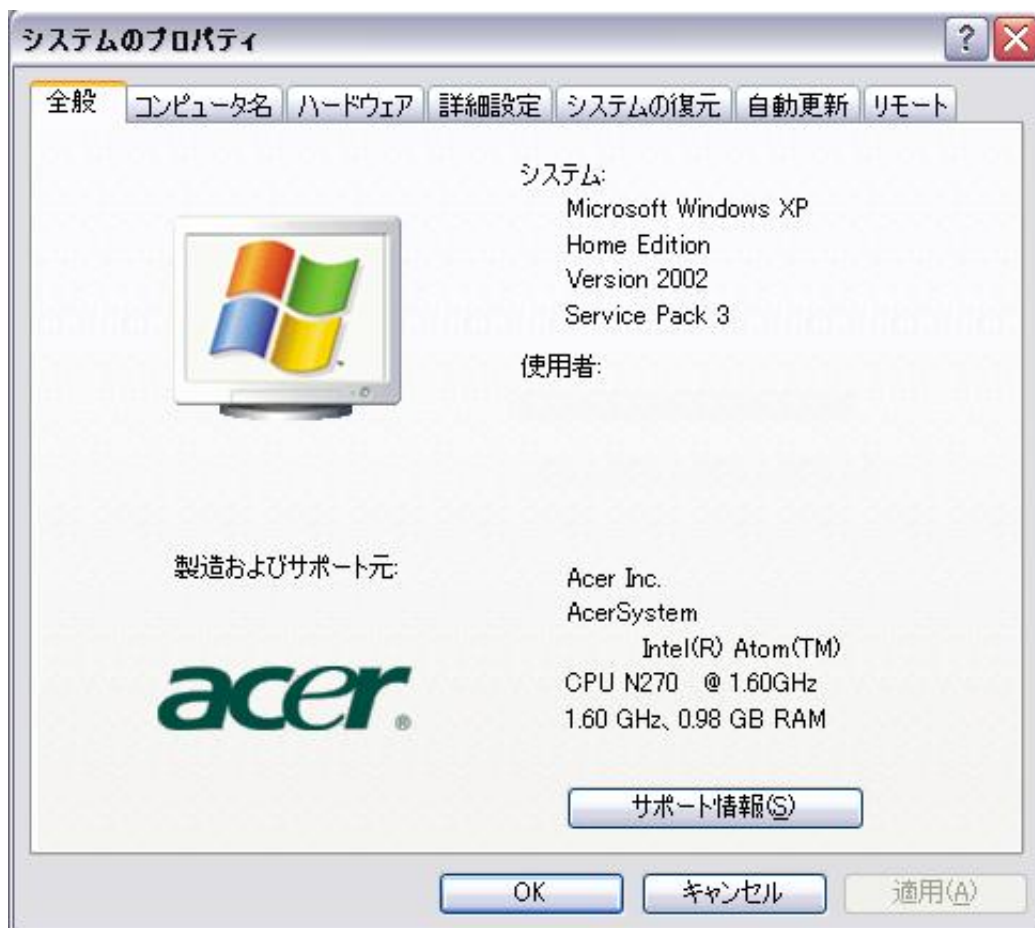 システムのプロパティ
全般 コンピュータ名 ハードウェア 詳細設定 システムの復元 自動更新 リモート
システム:
Microsoft Windows XP
Home Edition
Version 2002
Service Pack 3
使用者:
製造およびサポート元:
Acer Inc.
AcerSystem
Intel(R) Atom(TM)
CPU N270 @ 1.60GHz
1.60 GHz、0.98 GB RAM
acer®
サポート情報(S)
OK キャンセル 適用(A)